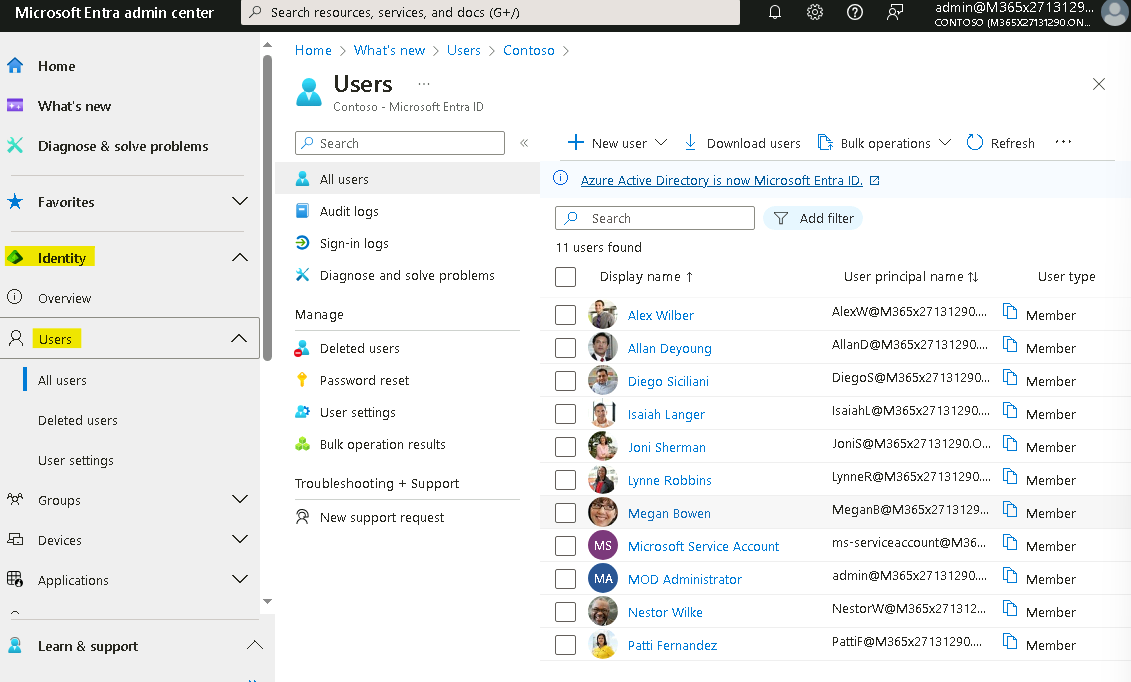 Microsoft Entra admin center
Search resources, services, and docs (G+/)
admin@M365x2713129...
CONTOSO (M365X27131290.ON...
Home
What's new
Diagnose & solve problems
Favorites
Identity
Overview
Users
All users
Deleted users
User settings
Groups
Devices
Applications
Learn & support
Home > What's new > Users > Contoso >
Users ...
Contoso - Microsoft Entra ID
Search
All users
Audit logs
Sign-in logs
Diagnose and solve problems
Manage
Deleted users
Password reset
User settings
Bulk operation results
Troubleshooting + Support
New support request
New user Download users Bulk operations Refresh ...
Azure Active Directory is now Microsoft Entra ID.
Search Add filter
11 users found
Display name ↑ User principal name ↑↓ User type
Alex Wilber AlexW@M365x27131290.... Member
Allan Deyoung AllanD@M365x27131290.... Member
Diego Siciliani DiegoS@M365x27131290.... Member
Isaiah Langer IsaiahL@M365x27131290.... Member
Joni Sherman JoniS@M365x27131290.O... Member
Lynne Robbins LynneR@M365x27131290.... Member
Megan Bowen MeganB@M365x2713129... Member
MS Microsoft Service Account ms-serviceaccount@M36... Member
MA MOD Administrator admin@M365x27131290.... Member
Nestor Wilke NestorW@M365x271312... Member
Patti Fernandez PattiF@M365x27131290.... Member